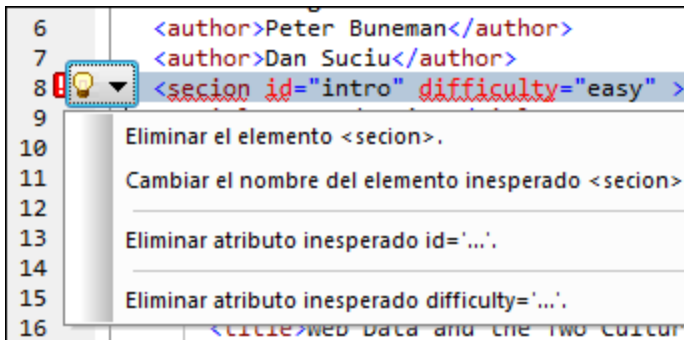 6 <author>Peter Buneman</author>
7 <author>Dan Suciu</author>
8 <secion id="intro" difficulty="easy" >
9
10 Eliminar el elemento <secion>.
11 Cambiar el nombre del elemento inesperado <secion>
12
13 Eliminar atributo inesperado id='...'.
14
15 Eliminar atributo inesperado difficulty='...'.
16 <title>Web Data and the Two Cultur